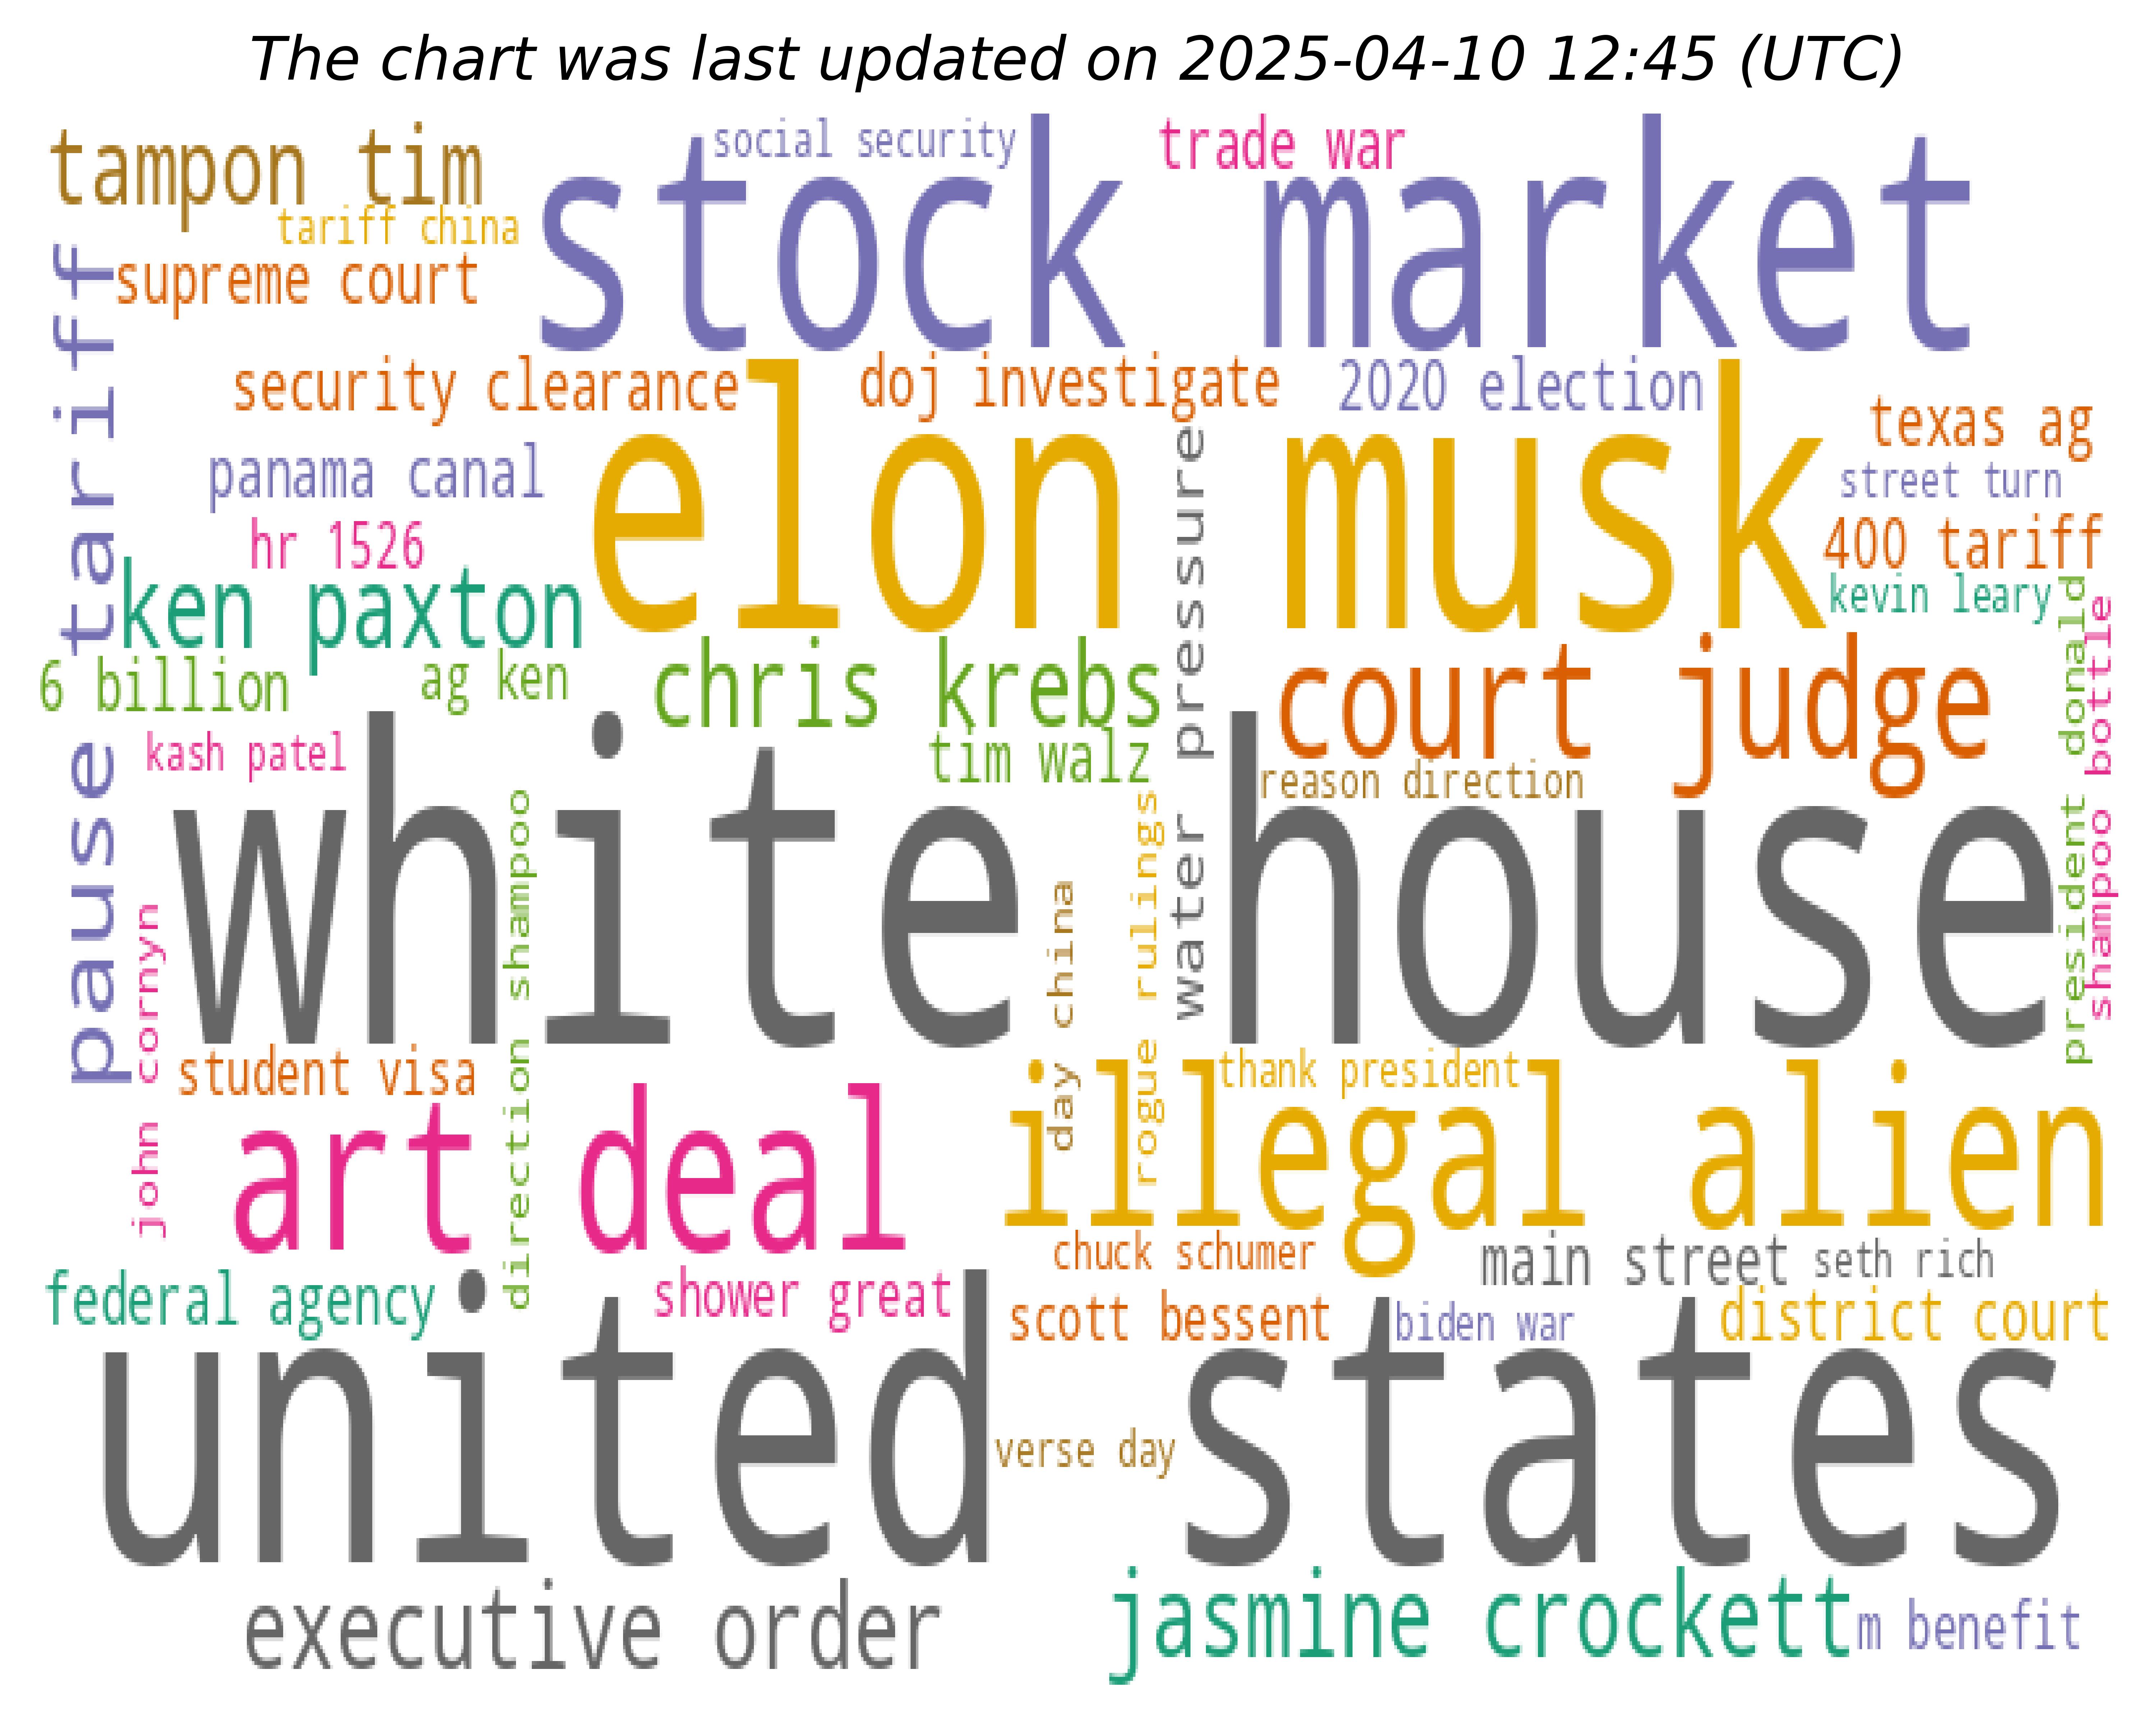 The chart was last updated on 2025-04-10 12:45 (UTC)
tampon tim
social security
trade war
stock market
tariff china
supreme court
pause tariff
security clearance
doj investigate
2020 election
texas ag
panama canal
elon musk
street turn
hr 1526
400 tariff
ken paxton
kevin leary
6 billion
ag ken
chris krebs
court judge
water pressure
president donald
shampoo bottle
kash patel
tim walz
reason direction
white house
john cornyn
direction shampoo
day china
rogue rulings
student visa
thank president
art deal
illegal alien
chuck schumer
main street
seth rich
federal agency
shower great
scott bessent
biden war
district court
united states
verse day
executive order
jasmine crockett
m benefit